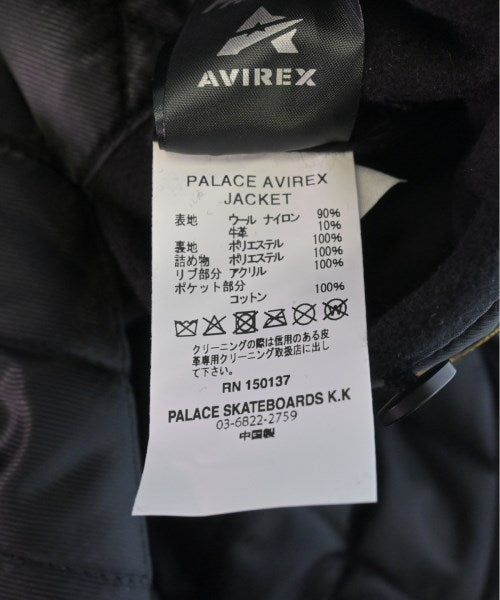 AVIREX
PALACE AVIREX
JACKET
表地 ウール ナイロン 90%
牛革 10%
裏地 ポリエステル 100%
詰め物 ポリエステル 100%
リブ部分 アクリル 100%
ポケット部分
コットン 100%
クリーニングの際は信用のある皮
革専用クリーニング取扱店に出し
て下さい。
RN 150137
PALACE SKATEBOARDS K.K
03-6822-2759
中国製